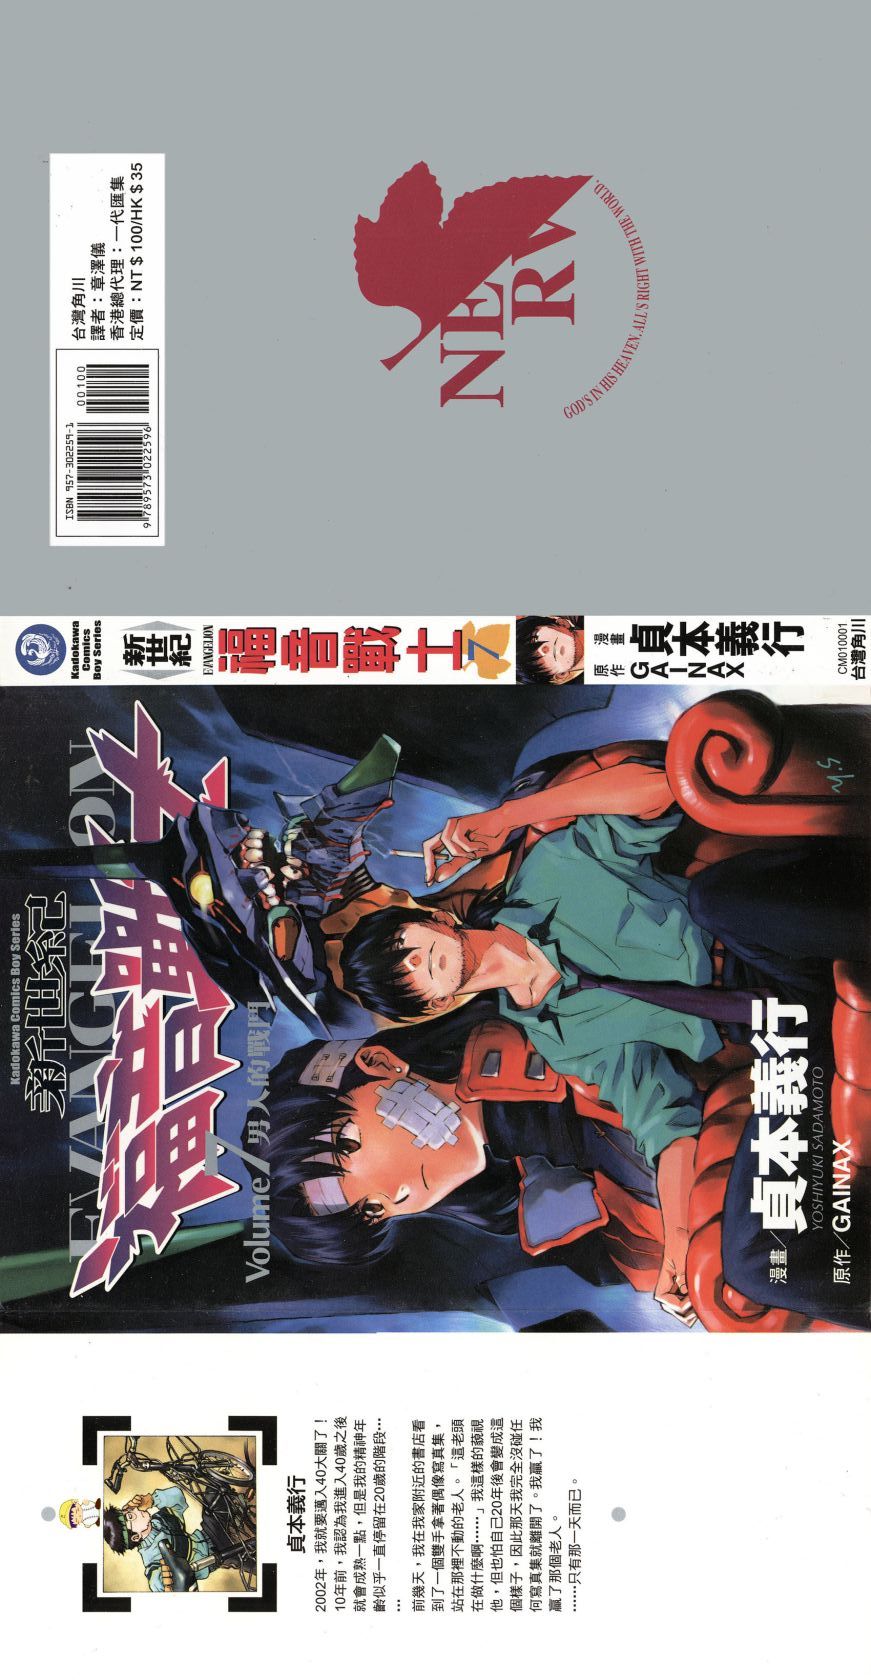 ISBN 957-302259-1
00100
9 789573 022596
台灣角川
譯者：章澤儀
香港總代理：一代匯集
定價：NT＄100/HK＄35
NERV
GOD'S IN HIS HEAVEN. ALL'S RIGHT WITH THE WORLD.
Kadokawa
Comics
Boy Series
新世紀
EVANGELION
福音戰士
7
漫畫
貞本義行
原作
GAINAX
CM010001
台灣角川
Kadokawa Comics Boy Series
新世紀
EVANGELION
福音戰士
Volume 7/男人的戰鬥
漫畫/貞本義行
YOSHIYUKI SADAMOTO
原作/GAINAX
y.S
貞本義行
2002年，我就要邁入40大關了！
10年前，我認為我進入40歲之後
就會成熟一點，但是我的精神年
齡似乎一直停留在20歲的階段…
…
前幾天，我在我家附近的書店看
到了一個雙手拿著偶像寫真集，
站在那裡不動的老人。「這老頭
在做什麼啊……」我這樣的藐視
他，但也怕自己20年後會變成這
個樣子，因此那天我完全沒碰任
何寫真集就離開了。我贏了！我
贏了那個老人。
……只有那一天而已。